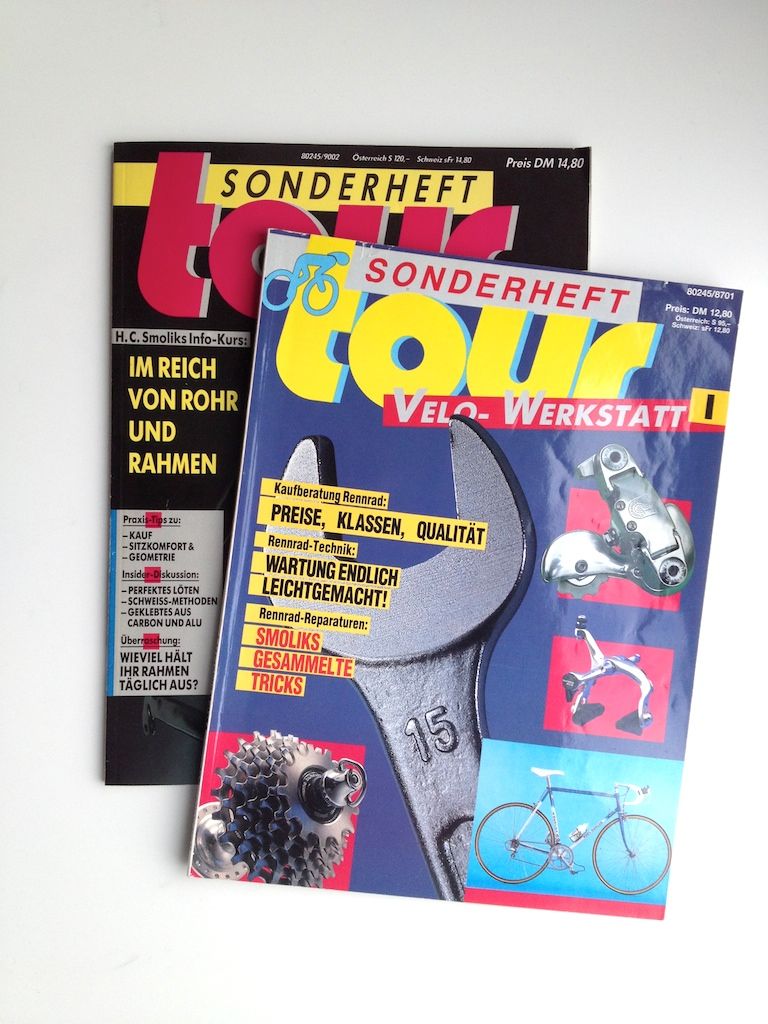 80245/9002 Österreich S 120,– Schweiz sFr 14,80 Preis DM 14,80
SONDERHEFT
tour
H.C. Smoliks Info-Kurs:
IM REICH
VON ROHR
UND
RAHMEN
Praxis-Tips zu:
– KAUF
– SITZKOMFORT &
– GEOMETRIE
Insider-Diskussion:
– PERFEKTES LÖTEN
– SCHWEISS-METHODEN
– GEKLEBTES AUS
CARBON UND ALU
Überraschung:
WIEVIEL HÄLT
IHR RAHMEN
TÄGLICH AUS?
80245/8701
SONDERHEFT
Preis: DM 12,80
Österreich: S 95,–
Schweiz: sFr 12,80
tour
VELO- WERKSTATT I
Kaufberatung Rennrad:
PREISE, KLASSEN, QUALITÄT
Rennrad-Technik:
WARTUNG ENDLICH
LEICHTGEMACHT!
Rennrad-Reparaturen:
SMOLIKS
GESAMMELTE
TRICKS
15